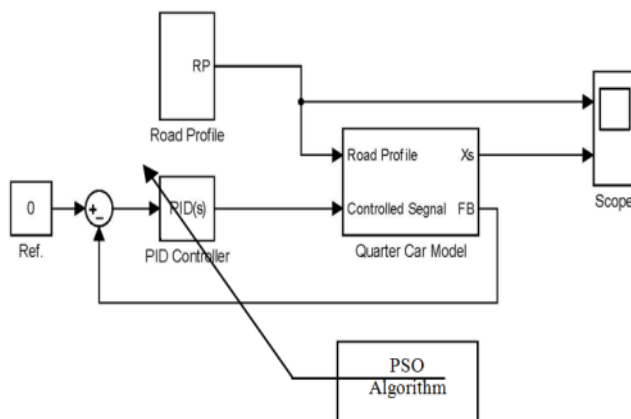 RP
Road Profile
Road Profile
Xs
Controlled Segnal
FB
Quarter Car Model
Scope
0
+
−
Ref.
PID(s)
PID Controller
PSO
Algorithm